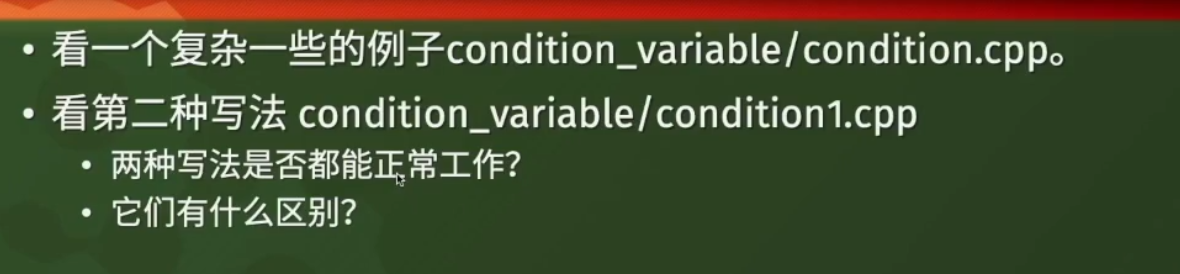 • 看一个复杂一些的例子condition_variable/condition.cpp。
• 看第二种写法 condition_variable/condition1.cpp
• 两种写法是否都能正常工作？
• 它们有什么区别？